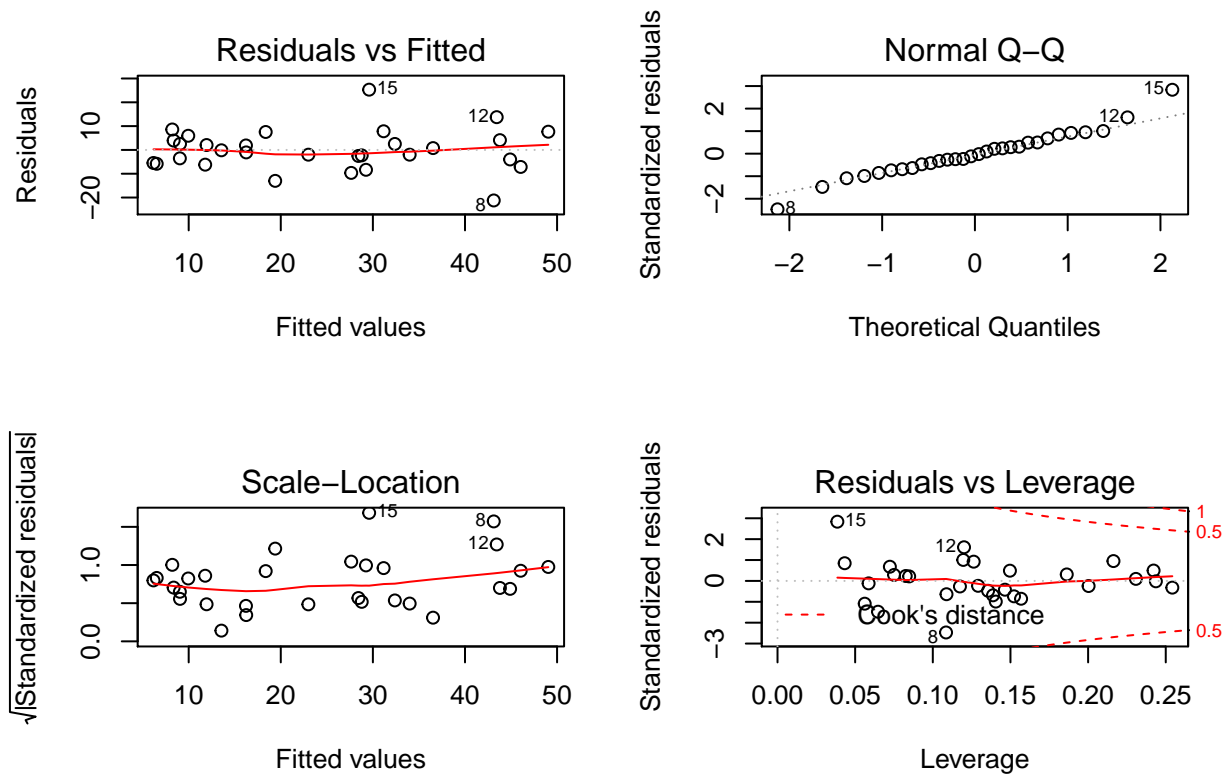 Residuals vs Fitted
Residuals
10
−20
15
12
8
10 20 30 40 50
Fitted values
Normal Q−Q
Standardized residuals
2
0
−2
15
12
8
−2 −1 0 1 2
Theoretical Quantiles
Scale−Location
√|Standardized residuals|
1.0
0.0
15
8
12
10 20 30 40 50
Fitted values
Residuals vs Leverage
Standardized residuals
2
0
−3
15
12
8
Cook's distance
1
0.5
0.5
0.00 0.05 0.10 0.15 0.20 0.25
Leverage